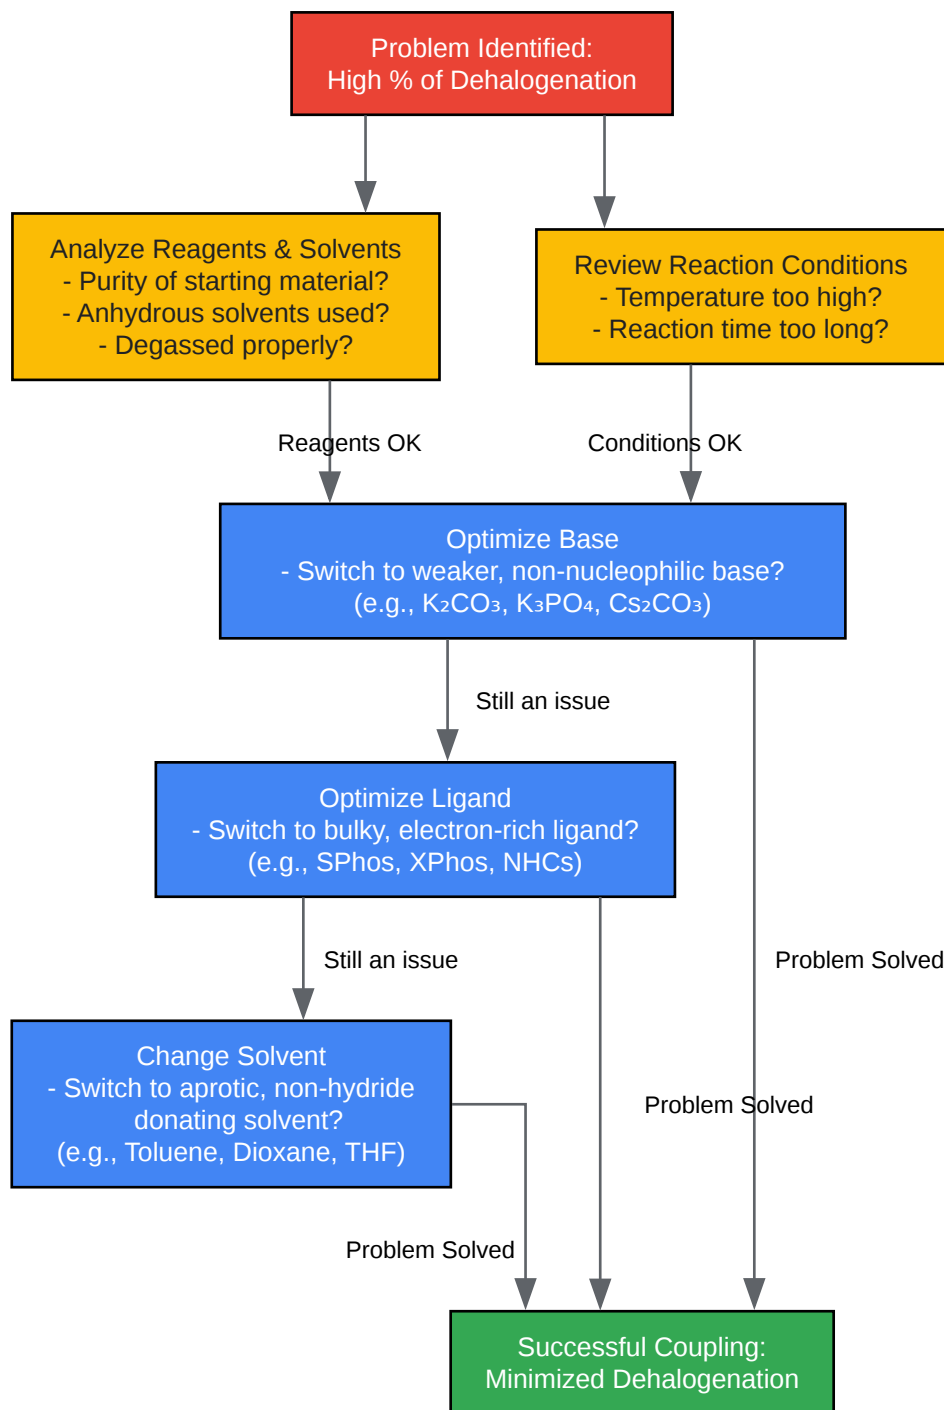 Problem Identified:
High % of Dehalogenation
Analyze Reagents & Solvents
- Purity of starting material?
- Anhydrous solvents used?
- Degassed properly?
Review Reaction Conditions
- Temperature too high?
- Reaction time too long?
Reagents OK
Conditions OK
Optimize Base
- Switch to weaker, non-nucleophilic base?
(e.g., K₂CO₃, K₃PO₄, Cs₂CO₃)
Still an issue
Optimize Ligand
- Switch to bulky, electron-rich ligand?
(e.g., SPhos, XPhos, NHCs)
Still an issue
Problem Solved
Change Solvent
- Switch to aprotic, non-hydride
donating solvent?
(e.g., Toluene, Dioxane, THF)
Problem Solved
Problem Solved
Successful Coupling:
Minimized Dehalogenation